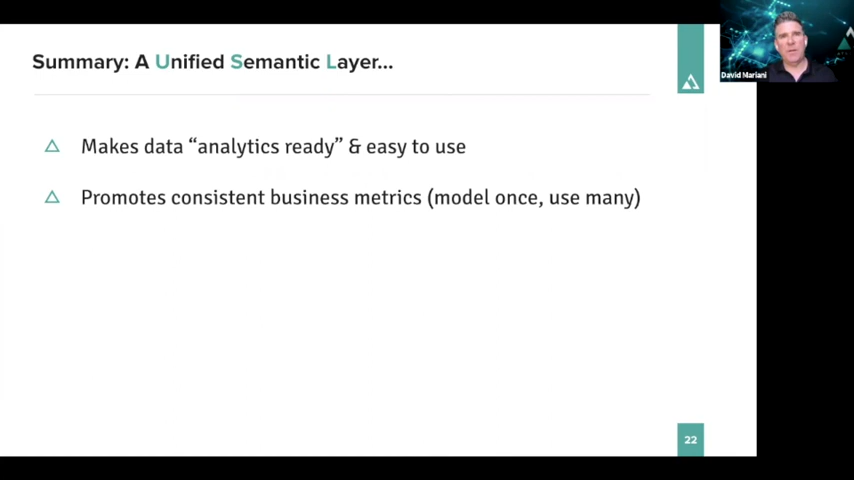 Summary: A Unified Semantic Layer...
David Mariani
Makes data “analytics ready” & easy to use
Promotes consistent business metrics (model once, use many)
22